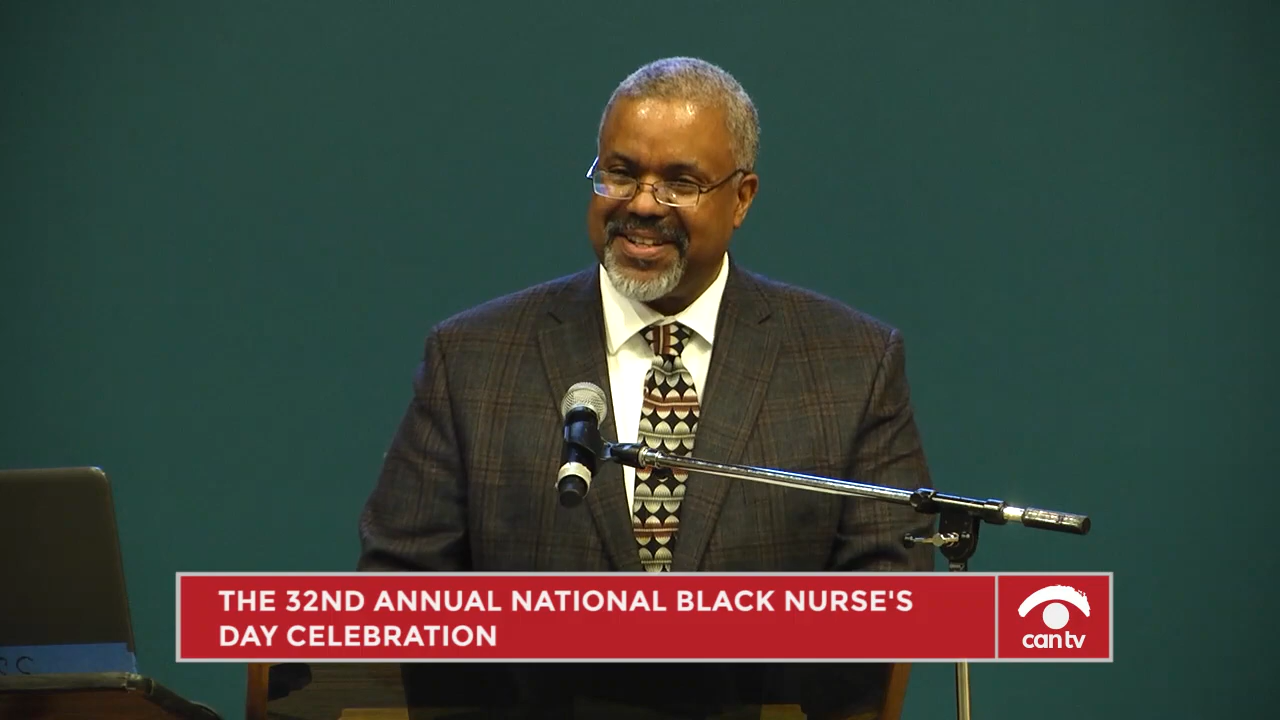 THE 32ND ANNUAL NATIONAL BLACK NURSE'S
DAY CELEBRATION
can tv